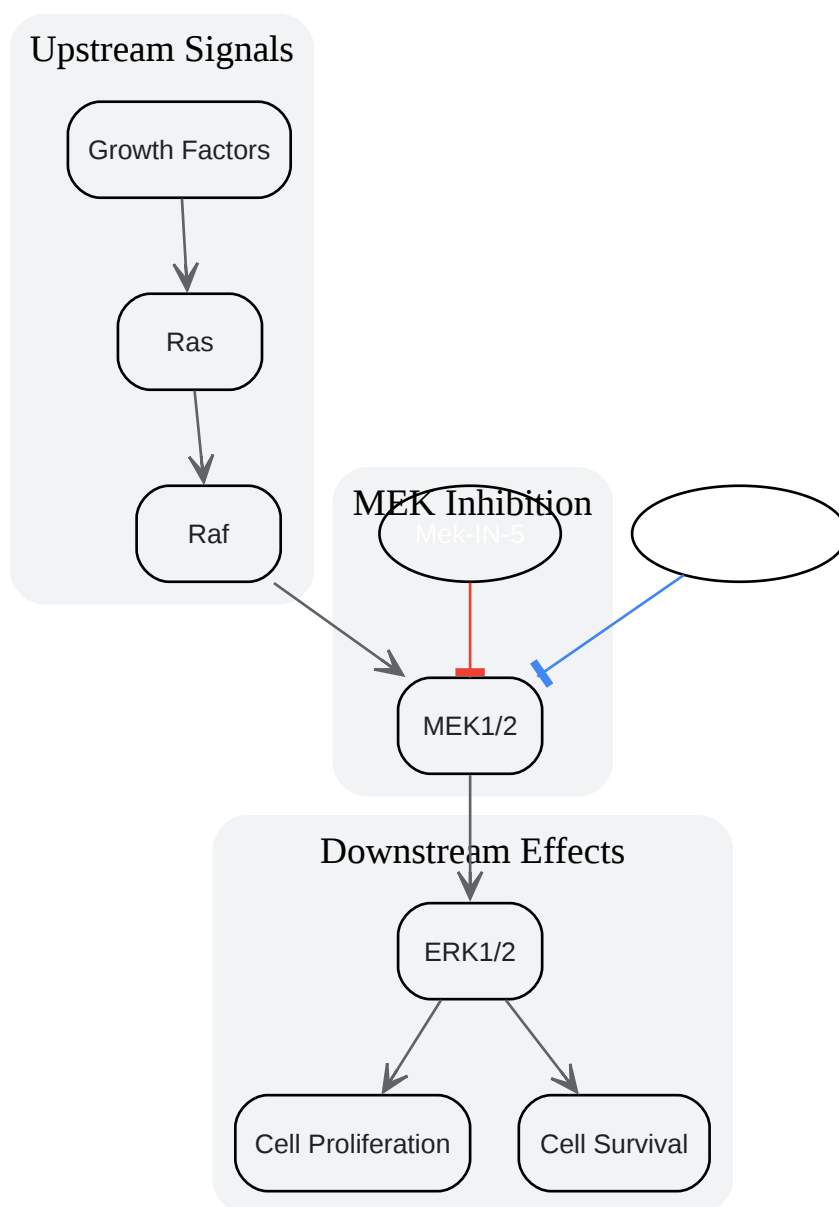 Upstream Signals
Growth Factors
Ras
Raf
MEK Inhibition
Mek-IN-5
MEK1/2
Downstream Effects
ERK1/2
Cell Proliferation
Cell Survival